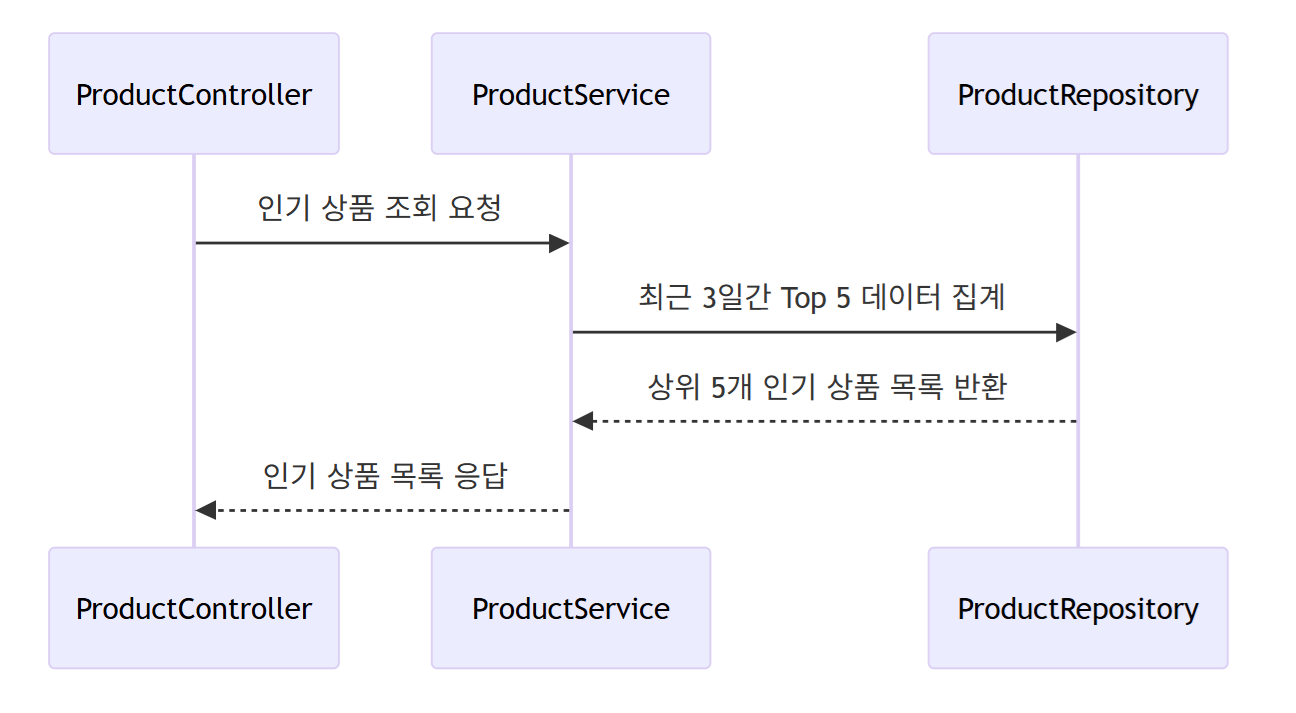 ProductController
ProductService
ProductRepository
인기 상품 조회 요청
최근 3일간 Top 5 데이터 집계
상위 5개 인기 상품 목록 반환
인기 상품 목록 응답
ProductController
ProductService
ProductRepository